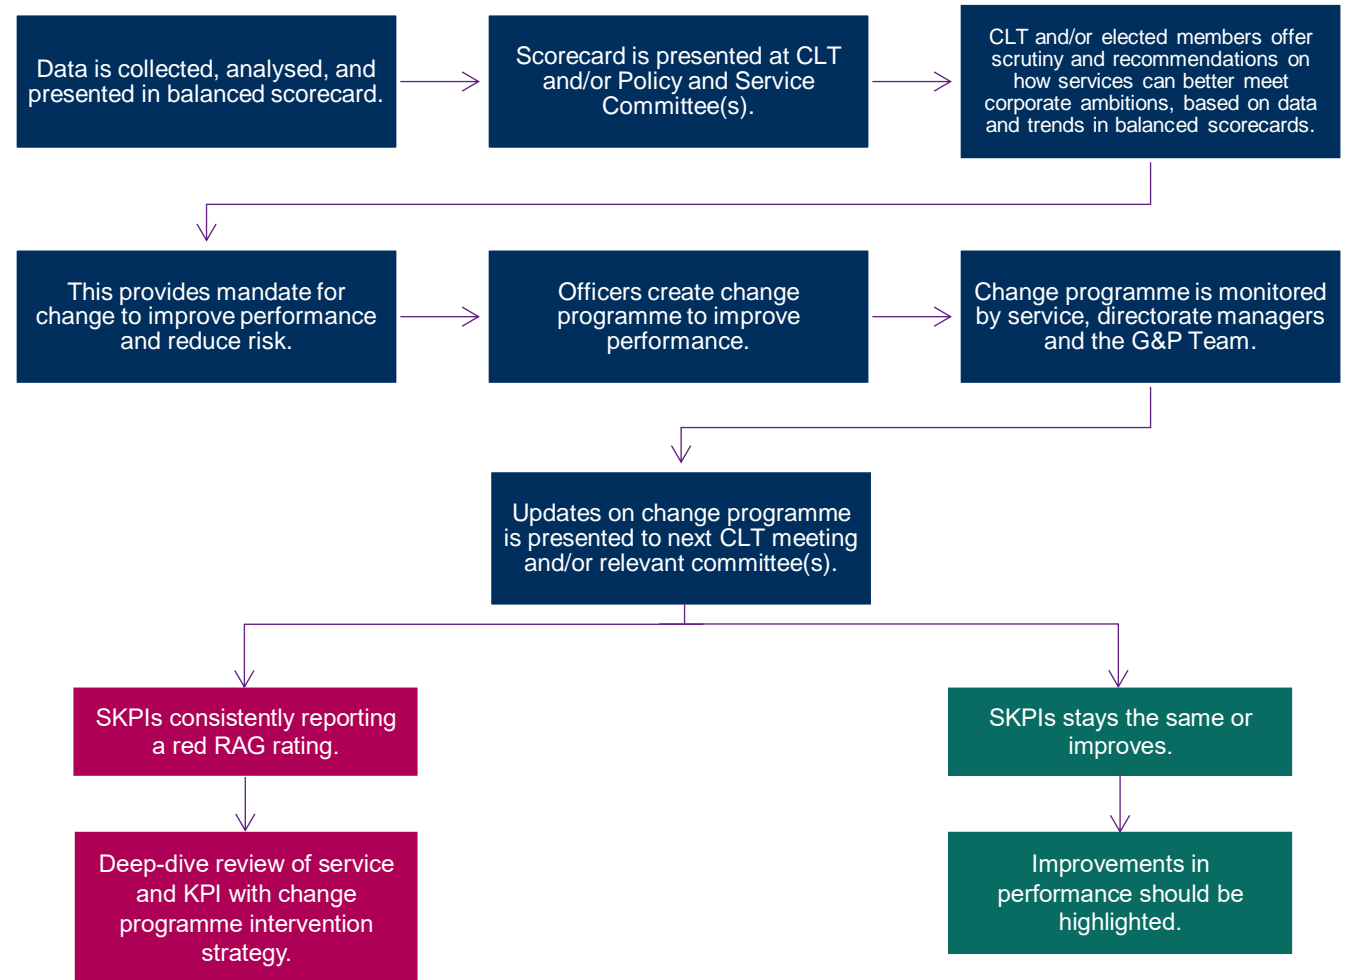 Data is collected, analysed, and
presented in balanced scorecard.
Scorecard is presented at CLT
and/or Policy and Service
Committee(s).
CLT and/or elected members offer
scrutiny and recommendations on
how services can better meet
corporate ambitions, based on data
and trends in balanced scorecards.
This provides mandate for
change to improve performance
and reduce risk.
Officers create change
programme to improve
performance.
Change programme is monitored
by service, directorate managers
and the G&P Team.
Updates on change programme
is presented to next CLT meeting
and/or relevant committee(s).
SKPIs consistently reporting
a red RAG rating.
SKPIs stays the same or
improves.
Deep-dive review of service
and KPI with change
programme intervention
strategy.
Improvements in
performance should be
highlighted.